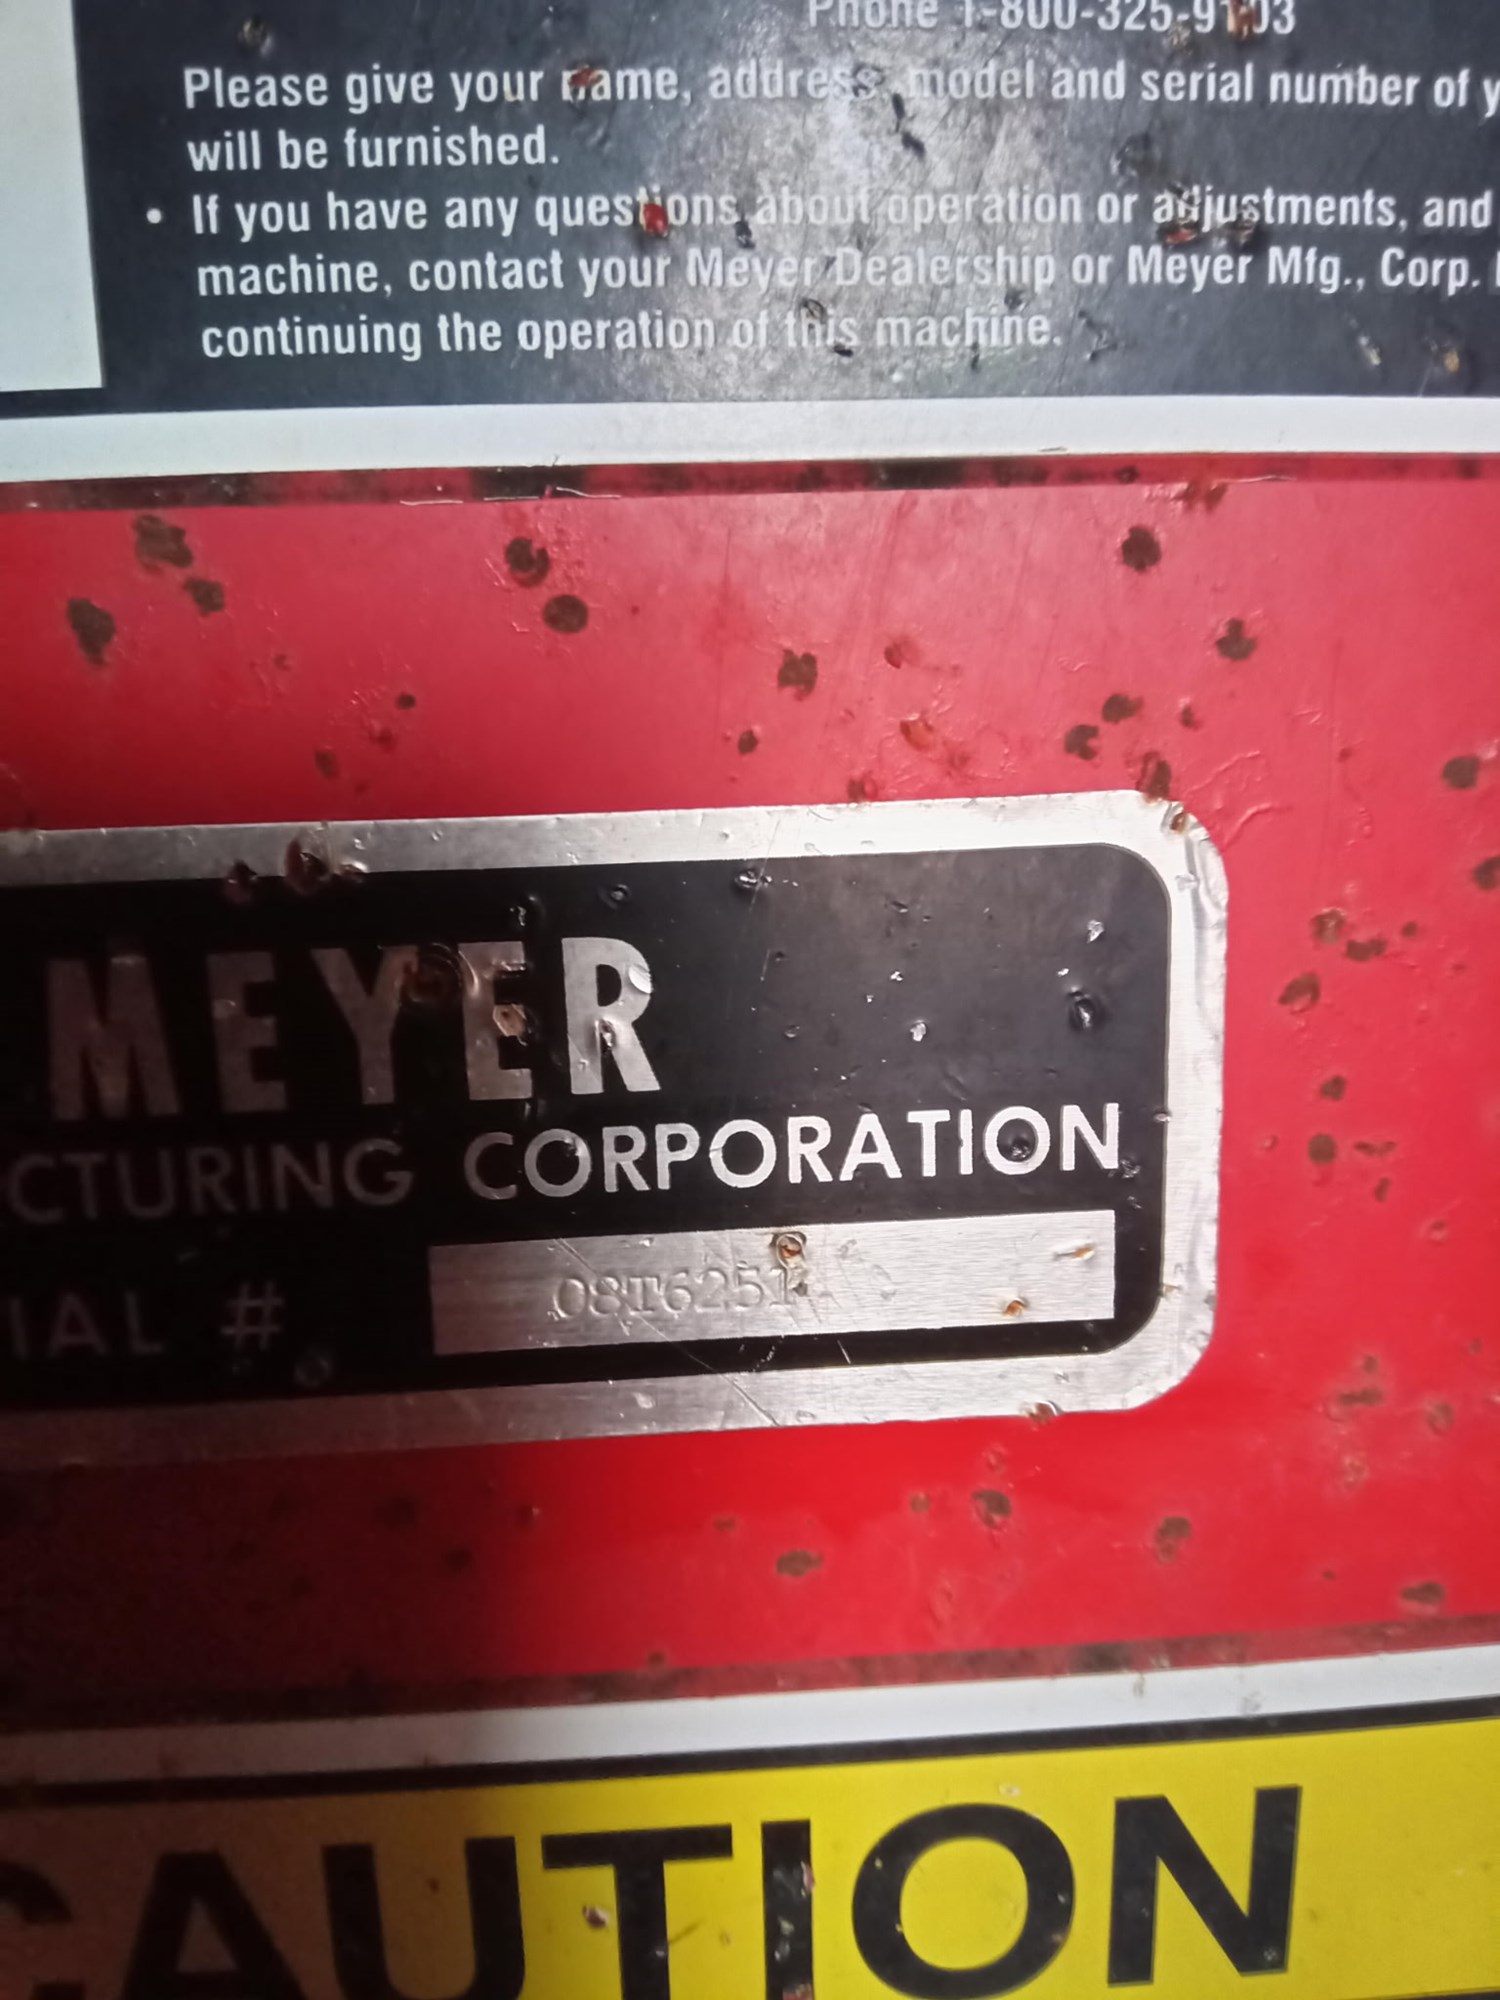 Phone 1-800-325-9103
Please give your name, address, model and serial number of y
will be furnished.
• If you have any questions about operation or adjustments, and
machine, contact your Meyer Dealership or Meyer Mfg., Corp.
continuing the operation of this machine.
MEYER
CTURING CORPORATION
IAL # 08T6251
CAUTION